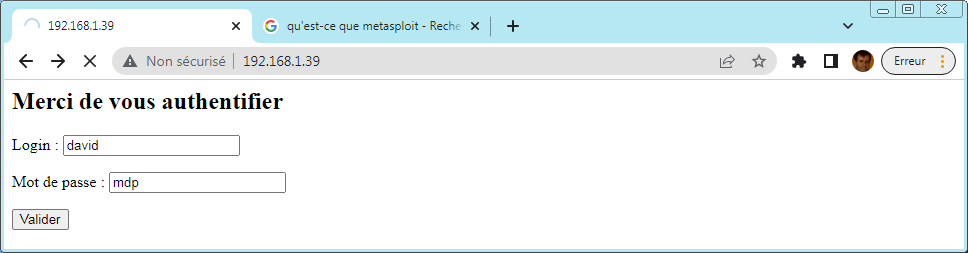 192.168.1.39
qu'est-ce que metasploit - Reche
Non sécurisé 192.168.1.39
Erreur
Merci de vous authentifier
Login : david
Mot de passe : mdp
Valider